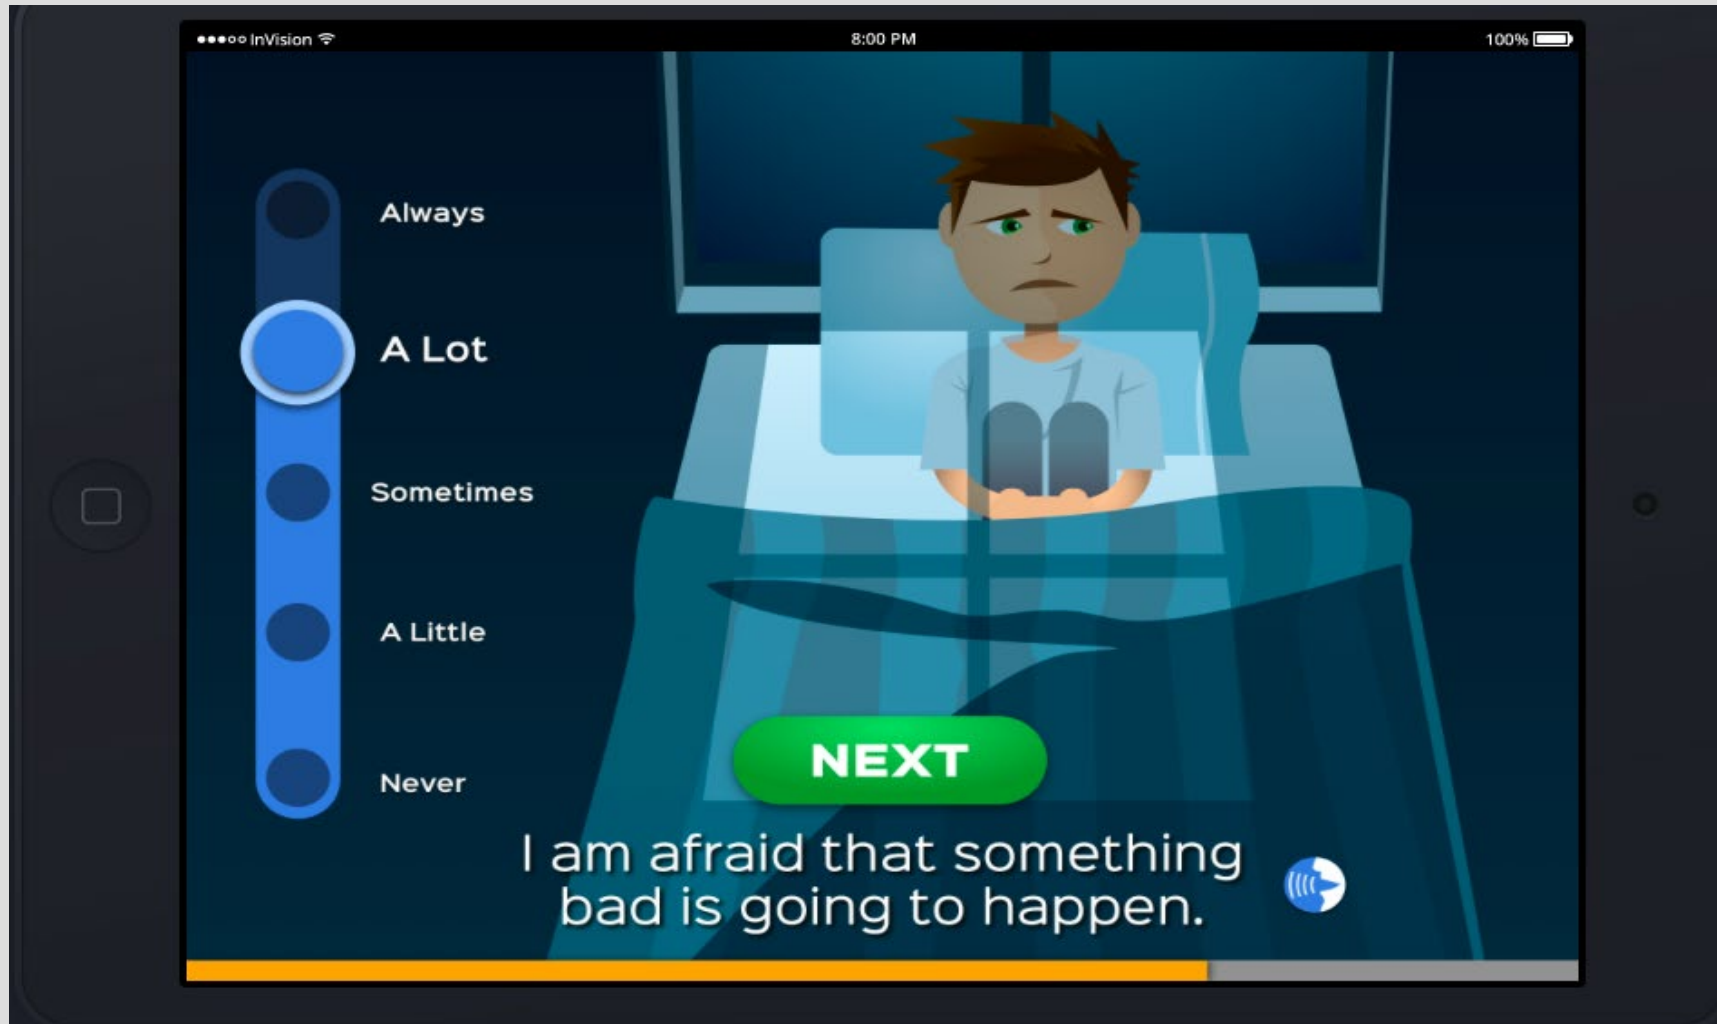 InVision
8:00 PM
100%
Always
A Lot
Sometimes
A Little
Never
NEXT
I am afraid that something
bad is going to happen.